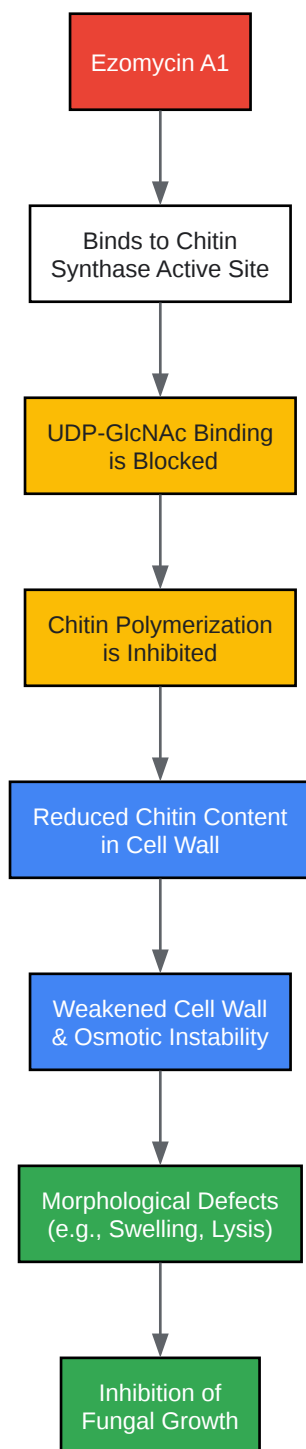 Ezomycin A1
Binds to Chitin
Synthase Active Site
UDP-GlcNAc Binding
is Blocked
Chitin Polymerization
is Inhibited
Reduced Chitin Content
in Cell Wall
Weakened Cell Wall
& Osmotic Instability
Morphological Defects
(e.g., Swelling, Lysis)
Inhibition of
Fungal Growth